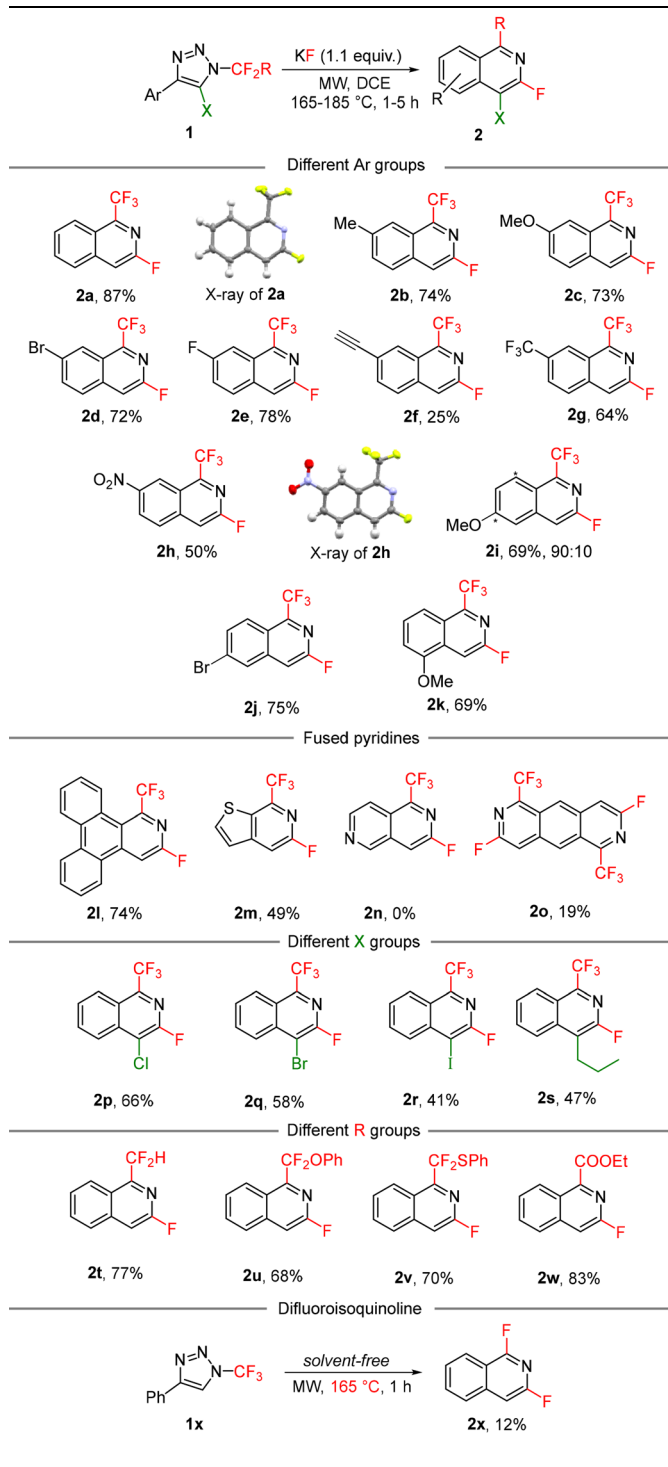 N N N N–CF2R KF (1.1 equiv.) R N
Ar X MW, DCE R F
165-185 °C, 1-5 h X
1 2
Different Ar groups
CF3 N F CF3 Me N F CF3 MeO N F
2a, 87% X-ray of 2a 2b, 74% 2c, 73%
CF3 Br N F CF3 F N F CF3 N F CF3 F3C N F
2d, 72% 2e, 78% 2f, 25% 2g, 64%
CF3 O2N N F CF3 * * MeO N F
2h, 50% X-ray of 2h 2i, 69%, 90:10
CF3 N Br F CF3 N OMe F
2j, 75% 2k, 69%
Fused pyridines
CF3 N F CF3 S N F CF3 N N F CF3 N F F N CF3
2l, 74% 2m, 49% 2n, 0% 2o, 19%
Different X groups
CF3 N F Cl CF3 N F Br CF3 N F I CF3 N F
2p, 66% 2q, 58% 2r, 41% 2s, 47%
Different R groups
CF2H N F CF2OPh N F CF2SPh N F COOEt N F
2t, 77% 2u, 68% 2v, 70% 2w, 83%
Difluoroisoquinoline
N N N–CF3 solvent-free F N
Ph MW, 165 °C, 1 h F
1x 2x, 12%